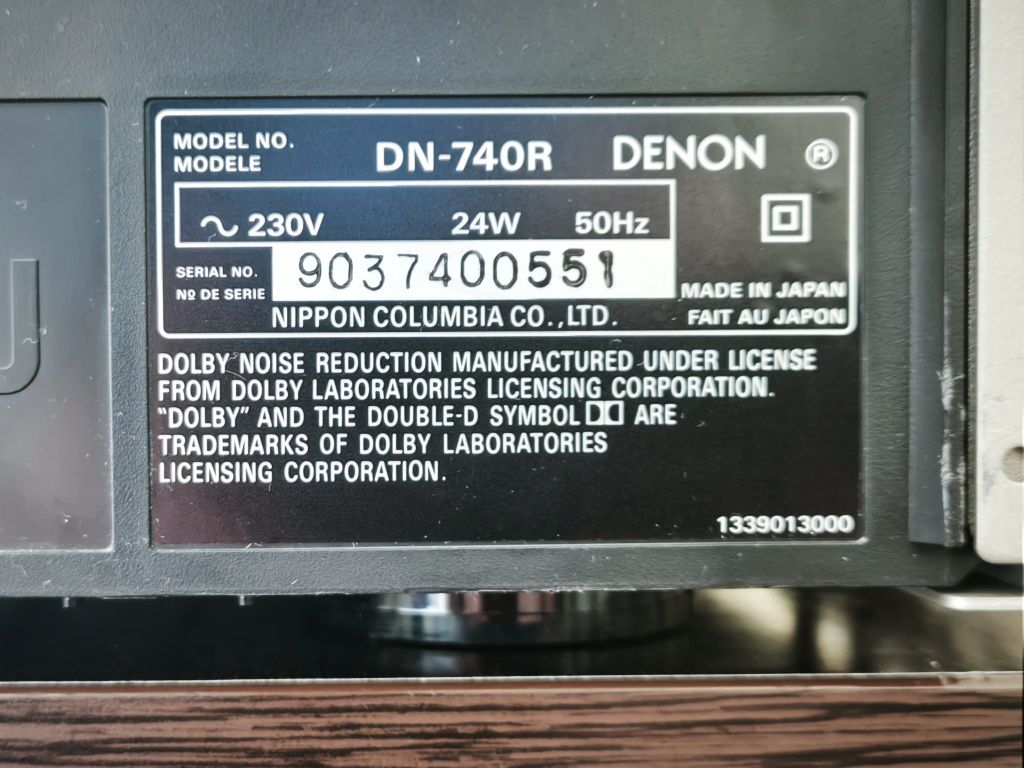 MODEL NO.
MODELE
DN-740R
DENON ®
~ 230V 24W 50Hz
SERIAL NO.
Nº DE SERIE
9037400551
MADE IN JAPAN
FAIT AU JAPON
NIPPON COLUMBIA CO.,LTD.
DOLBY NOISE REDUCTION MANUFACTURED UNDER LICENSE
FROM DOLBY LABORATORIES LICENSING CORPORATION.
"DOLBY" AND THE DOUBLE-D SYMBOL ARE
TRADEMARKS OF DOLBY LABORATORIES
LICENSING CORPORATION.
1339013000